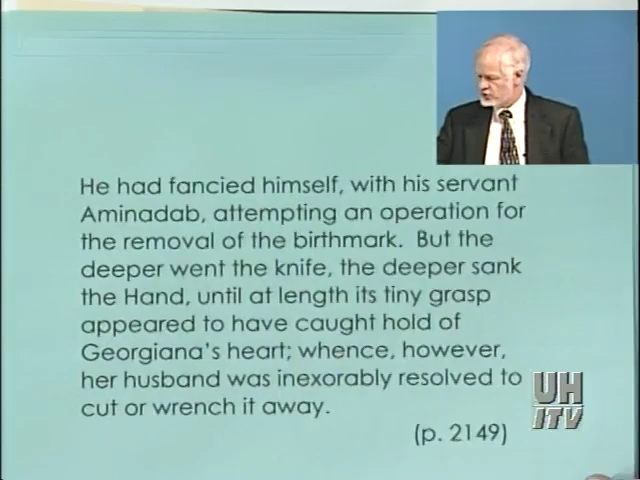 He had fancied himself, with his servant
Aminadab, attempting an operation for
the removal of the birthmark.  But the
deeper went the knife, the deeper sank
the Hand, until at length its tiny grasp
appeared to have caught hold of
Georgiana's heart; whence, however,
her husband was inexorably resolved to
cut or wrench it away.
(p. 2149)
UH
ITV